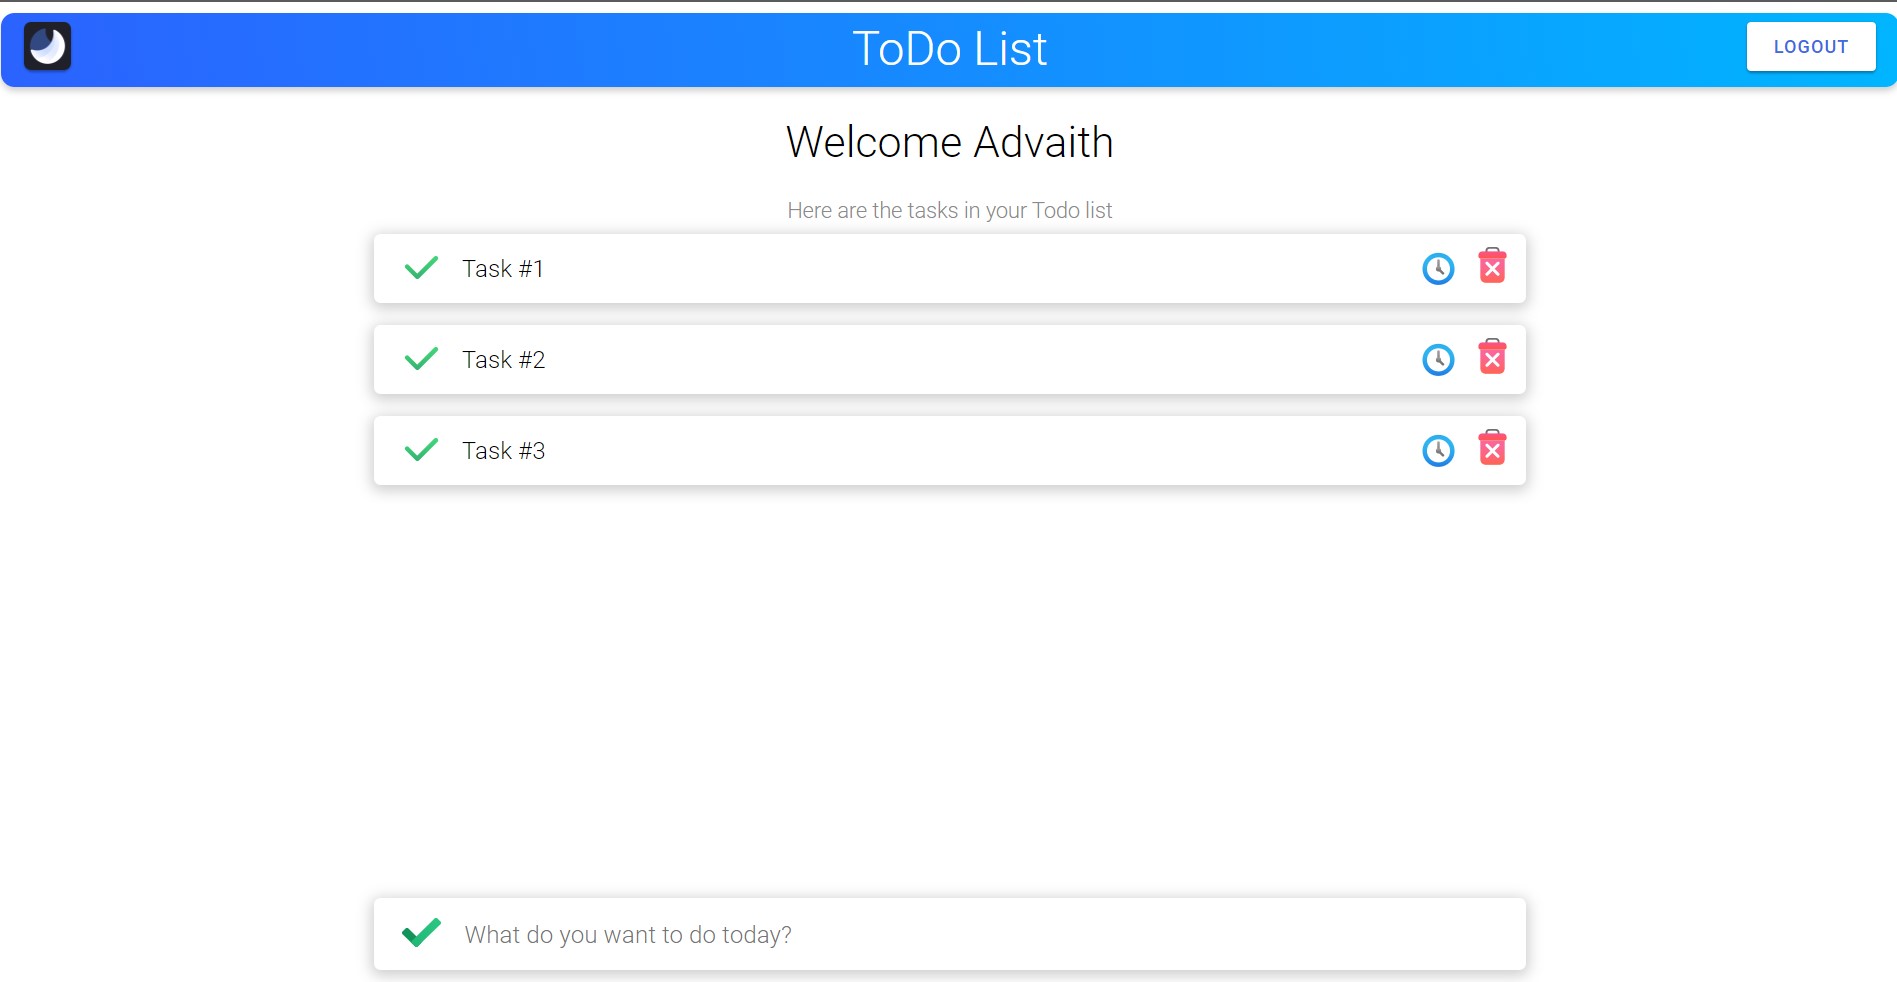 ToDo List
LOGOUT
Welcome Advaith
Here are the tasks in your Todo list
Task #1
Task #2
Task #3
What do you want to do today?